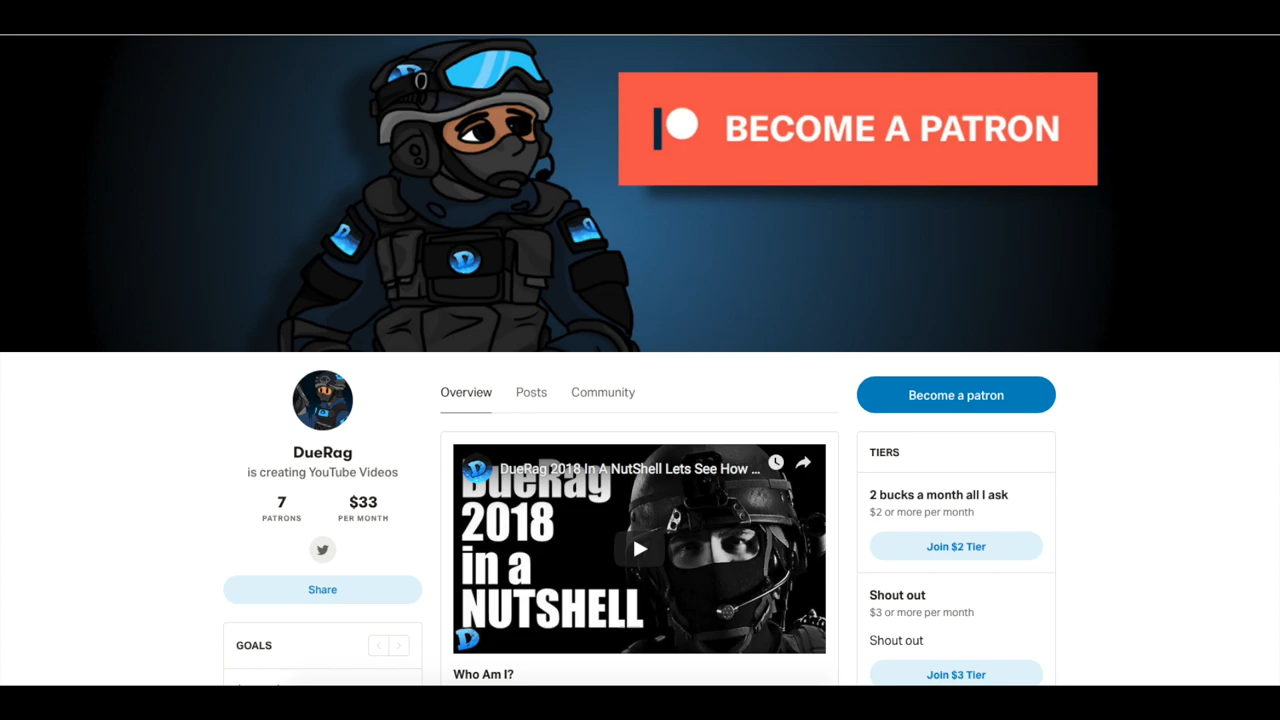 BECOME A PATRON
DueRag
is creating YouTube Videos
7
PATRONS
$33
PER MONTH
Share
GOALS
Overview
Posts
Community
DueRag 2018 In A NutShell Lets See How ...
DueRag
2018
in a
NUTSHELL
D
Who Am I?
Become a patron
TIERS
2 bucks a month all I ask
$2 or more per month
Join $2 Tier
Shout out
$3 or more per month
Shout out
Join $3 Tier